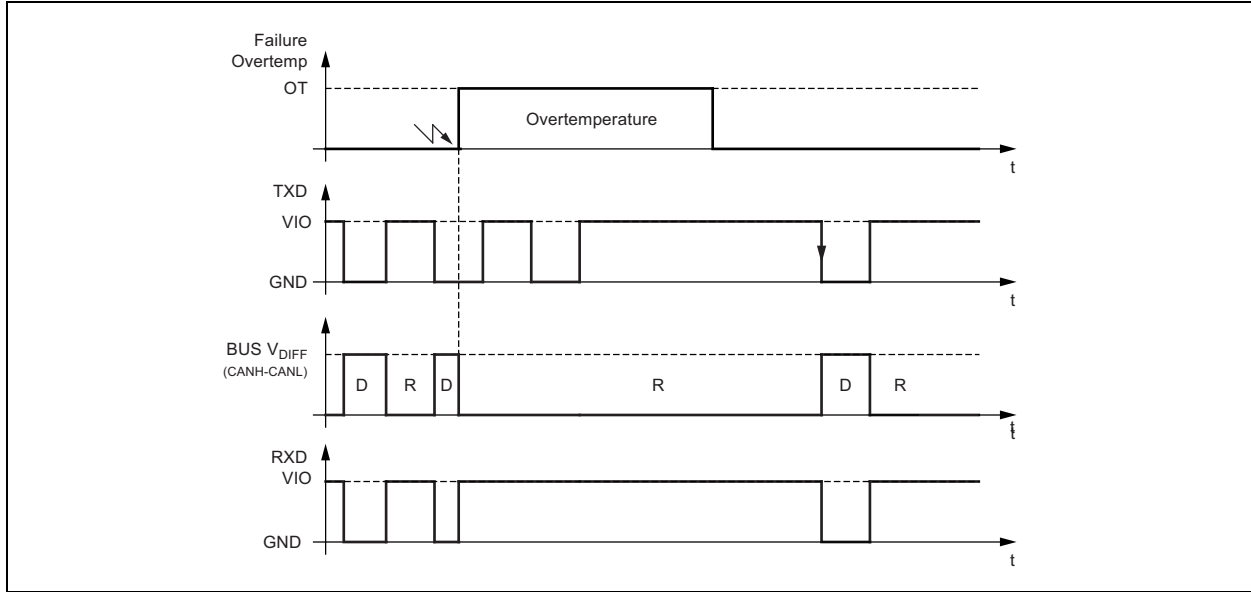 Failure
Overtemp
OT
Overtemperature
t
TXD
VIO
GND
t
BUS VDIFF
(CANH-CANL)
D R D R D R
t
t
RXD
VIO
GND
t